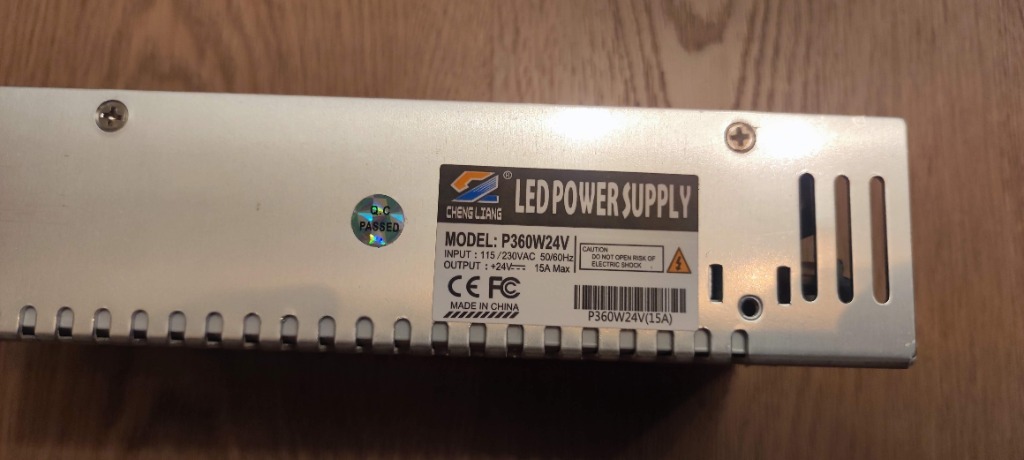 Q.C
PASSED
®
CHENG LIANG
LED POWER SUPPLY
MODEL: P360W24V
INPUT : 115 /230VAC 50/60Hz
OUTPUT : +24V⎓ 15A Max
CAUTION
DO NOT OPEN RISK OF
ELECTRIC SHOCK
CE FC
MADE IN CHINA
P360W24V(15A)